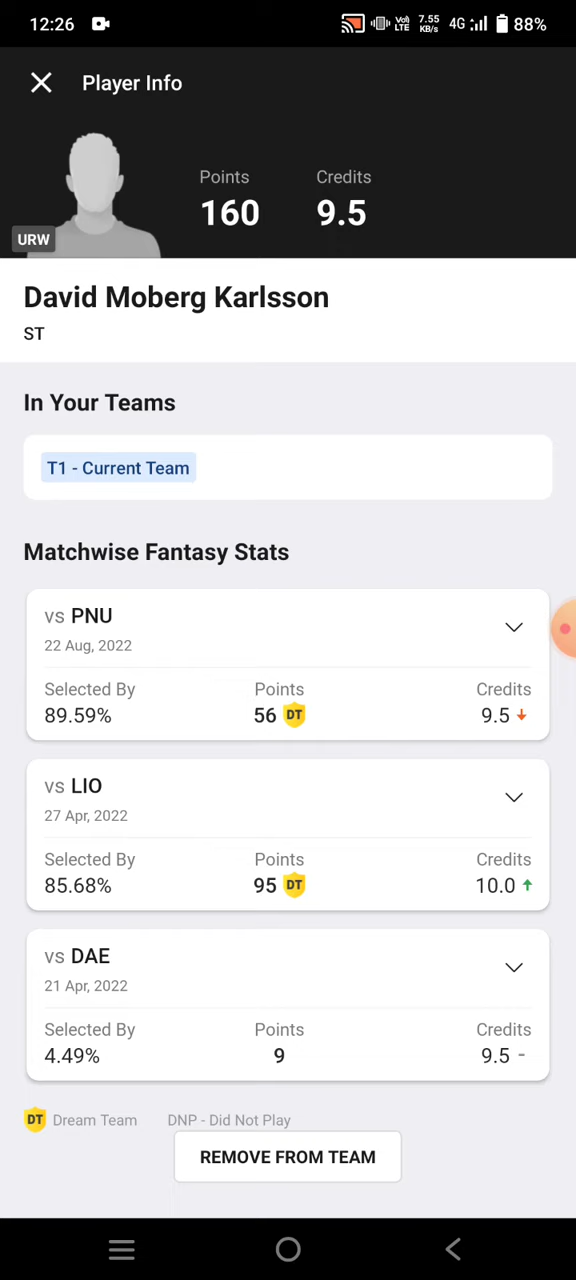 12:26 Vol LTE 7.55 KB/s 4G 88%
Player Info
Points Credits
160 9.5
URW
David Moberg Karlsson
ST
In Your Teams
T1 - Current Team
Matchwise Fantasy Stats
vs PNU
22 Aug, 2022
Selected By Points Credits
89.59% 56 DT 9.5
vs LIO
27 Apr, 2022
Selected By Points Credits
85.68% 95 DT 10.0
vs DAE
21 Apr, 2022
Selected By Points Credits
4.49% 9 9.5 -
DT Dream Team DNP - Did Not Play
REMOVE FROM TEAM